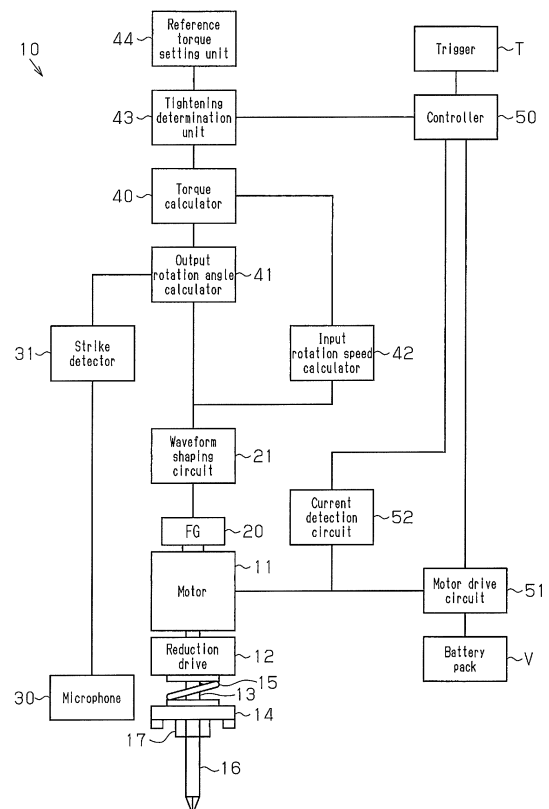 10
44
Reference
torque
setting unit
Trigger
T
43
Tightening
determination
unit
Controller
50
40
Torque
calculator
Output
rotation angle
calculator
41
31
Strike
detector
Input
rotation speed
calculator
42
Waveform
shaping
circuit
21
Current
detection
circuit
52
FG
20
11
Motor
Motor drive
circuit
51
Reduction
drive
12
Battery
pack
V
15
13
30
Microphone
14
17
16